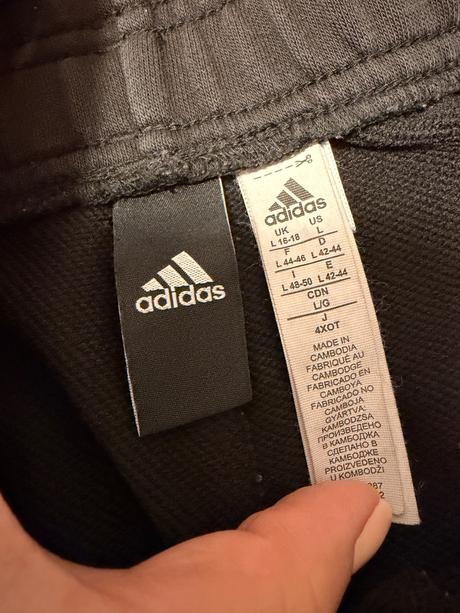 adidas
adidas
UK US
L 16-18 L
F D
L 44-46 L 42-44
I E
L 48-50 L 42-44
CDN
L/G
J
4XOT
MADE IN
CAMBODIA
FABRIQUÉ AU
CAMBODGE
FABRICADO EN
CAMBOYA
FABRICADO NO
CAMBOJA
GYÁRTVA:
KAMBODZSA
ПРОИЗВЕДЕНО
В КАМБОДЖА
СДЕЛАНО В
КАМБОДЖЕ
PROIZVEDENO
U KOMBODŽI